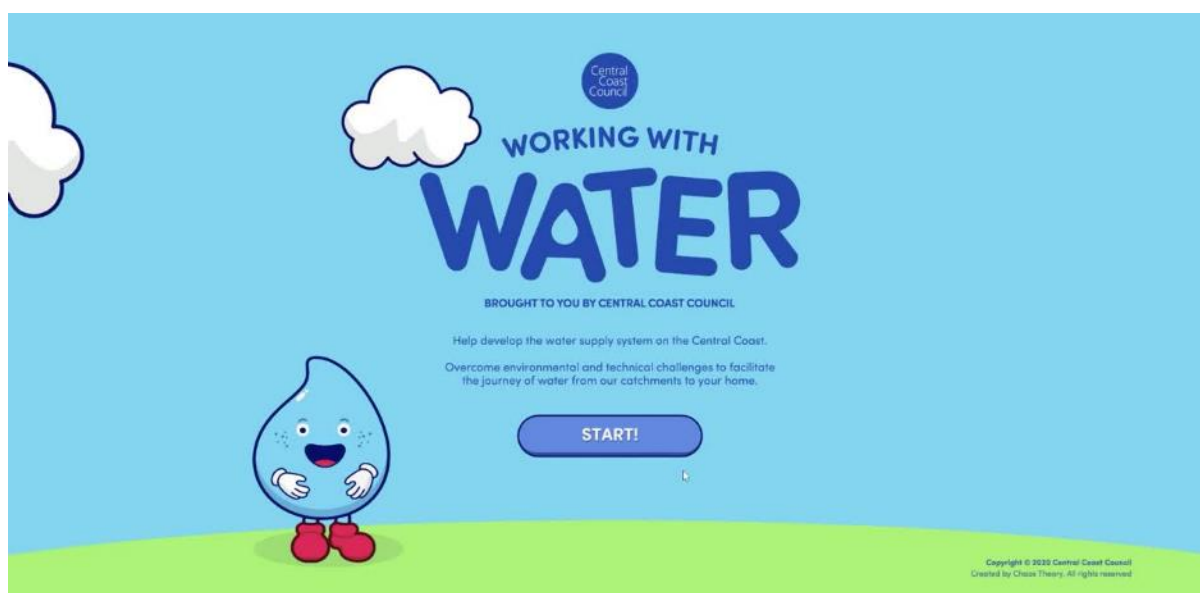 Central
Coast
Council
WORKING WITH
WATER
BROUGHT TO YOU BY CENTRAL COAST COUNCIL
Help develop the water supply system on the Central Coast.
Overcome environmental and technical challenges to facilitate
the journey of water from our catchments to your home.
START!
Copyright © 2020 Central Coast Council
Created by Chaos Theory. All rights reserved